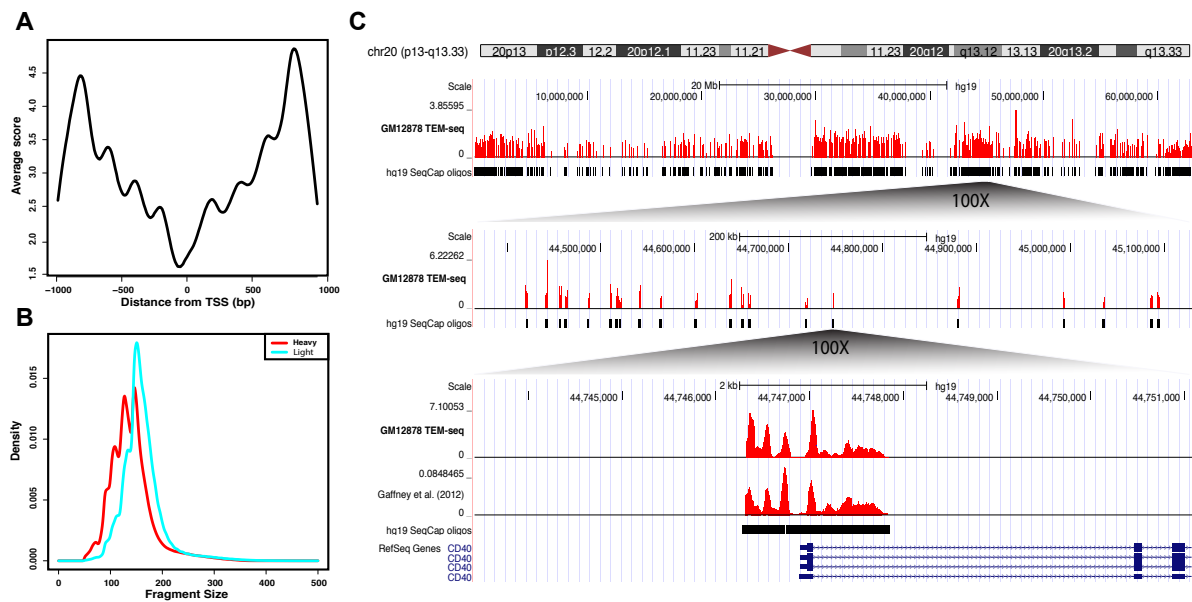 A
Average score
1.5 2.0 2.5 3.0 3.5 4.0 4.5
−1000 −500 0 500 1000
Distance from TSS (bp)
B
Heavy
Light
Density
0.000 0.005 0.010 0.015
0 100 200 300 400 500
Fragment Size
C
chr20 (p13-q13.33) 20p13 p12.3 12.2 20p12.1 11.23 11.21 11.23 20q12 q13.12 13.13 20q13.2 q13.33
Scale 20 Mb hg19
10,000,000 20,000,000 30,000,000 40,000,000 50,000,000 60,000,000
3.85595
GM12878 TEM-seq
0
hg19 SeqCap oligos
100X
Scale 200 kb hg19
44,500,000 44,600,000 44,700,000 44,800,000 44,900,000 45,000,000 45,100,000
6.22262
GM12878 TEM-seq
0
hg19 SeqCap oligos
100X
Scale 2 kb hg19
44,745,000 44,746,000 44,747,000 44,748,000 44,749,000 44,750,000 44,751,000
7.10053
GM12878 TEM-seq
0
0.0848465
Gaffney et al. (2012)
0
hg19 SeqCap oligos
RefSeq Genes CD40
CD40
CD40
CD40